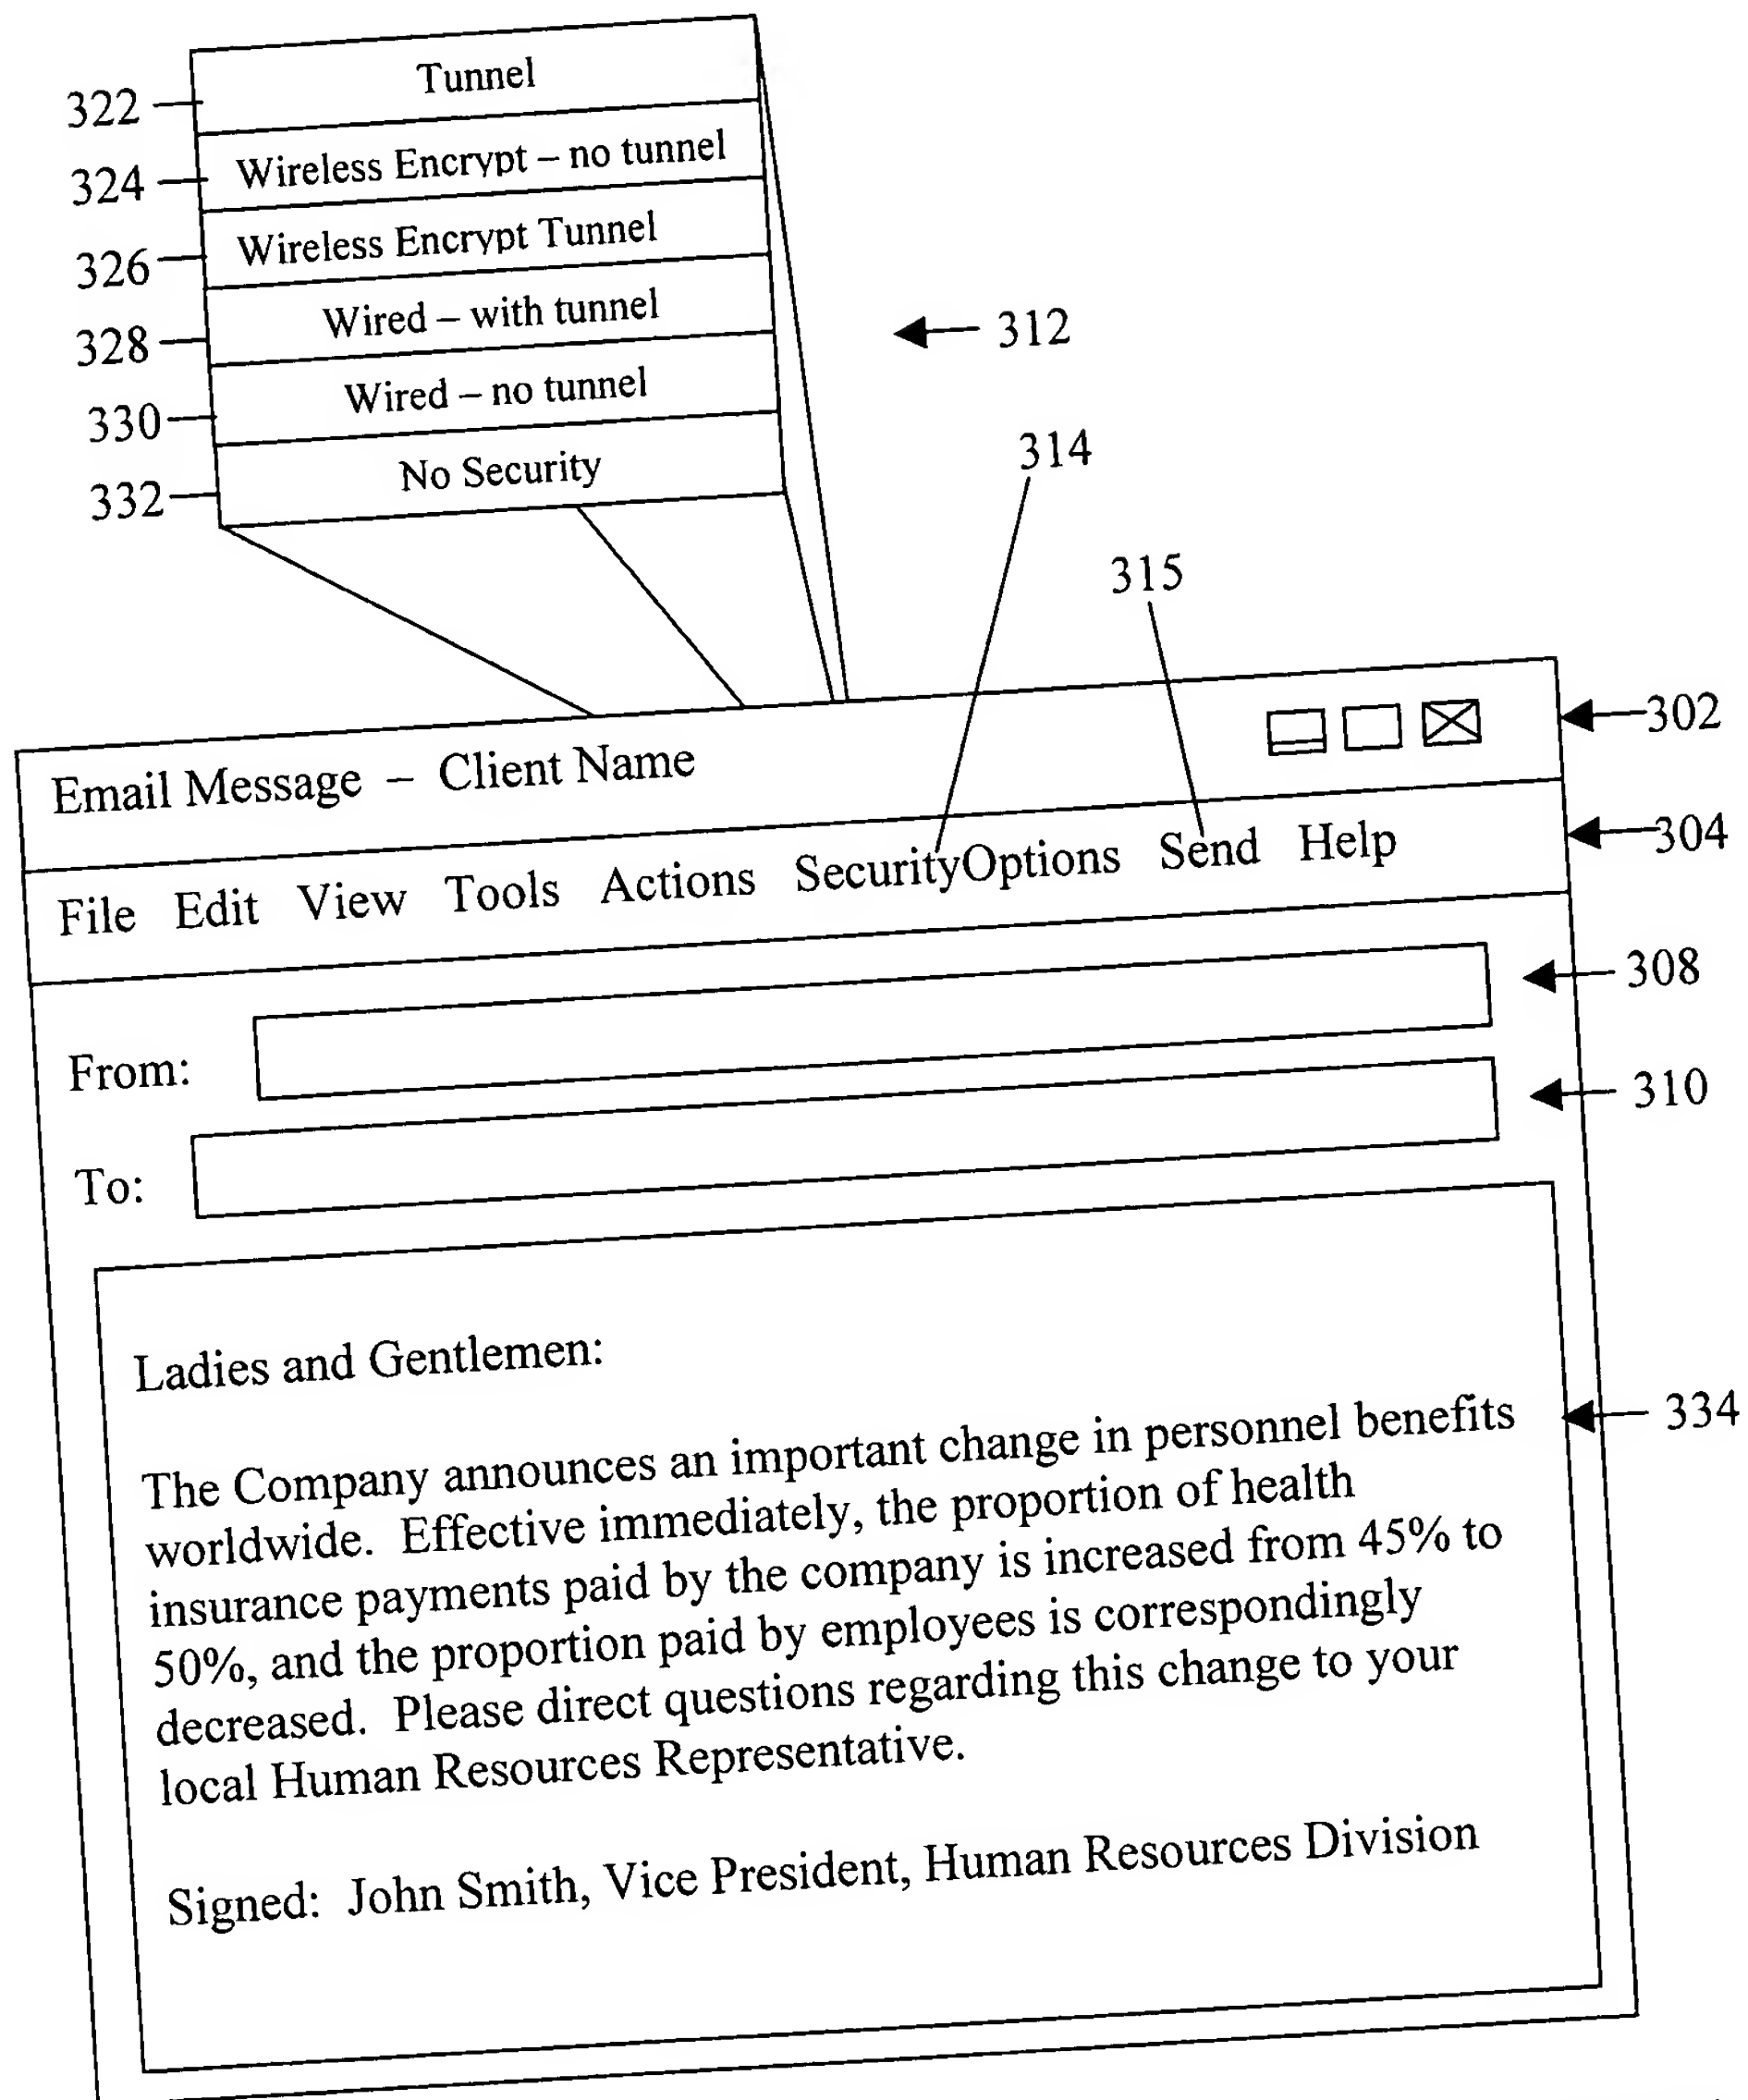 322 Tunnel
324 Wireless Encrypt – no tunnel
326 Wireless Encrypt Tunnel
328 Wired – with tunnel
312
330 Wired – no tunnel
314
332 No Security
315
302
Email Message – Client Name
304
File Edit View Tools Actions SecurityOptions Send Help
308
From:
310
To:
Ladies and Gentlemen:
334
The Company announces an important change in personnel benefits
worldwide. Effective immediately, the proportion of health
insurance payments paid by the company is increased from 45% to
50%, and the proportion paid by employees is correspondingly
decreased. Please direct questions regarding this change to your
local Human Resources Representative.
Signed: John Smith, Vice President, Human Resources Division